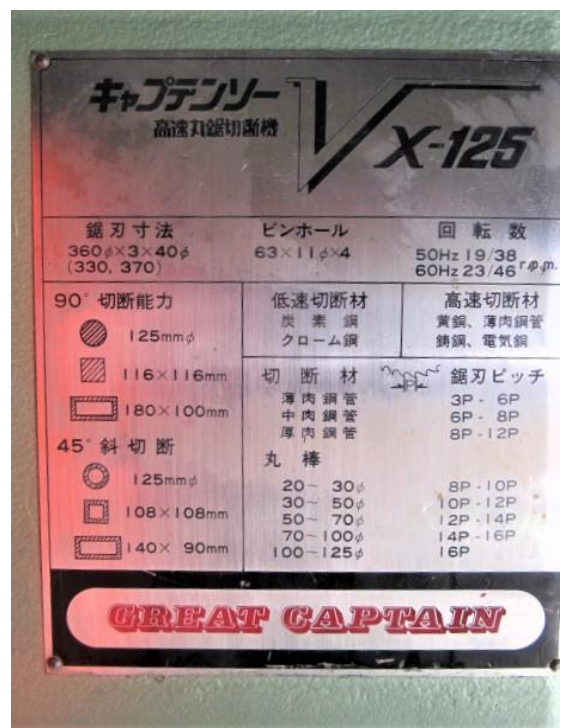 キャプテンソー
高速丸鋸切断機
VX-125
鋸刃寸法
360φ×3×40φ
(330, 370)
ピンホール
63×11φ×4
回転数
50Hz 19/38
60Hz 23/46 r.p.m.
90° 切断能力
125mmφ
116×116mm
180×100mm
45° 斜切断
125mmφ
108×108mm
140× 90mm
低速切断材
炭素鋼
クローム鋼
高速切断材
黄銅、薄肉鋼管
鋳鋼、電気銅
切断材 P 鋸刃ピッチ
薄肉鋼管 3P - 6P
中肉鋼管 6P - 8P
厚肉鋼管 8P - 12P
丸棒
20~ 30φ 8P - 10P
30~ 50φ 10P - 12P
50~ 70φ 12P - 14P
70~100φ 14P - 16P
100~125φ 16P
GREAT CAPTAIN